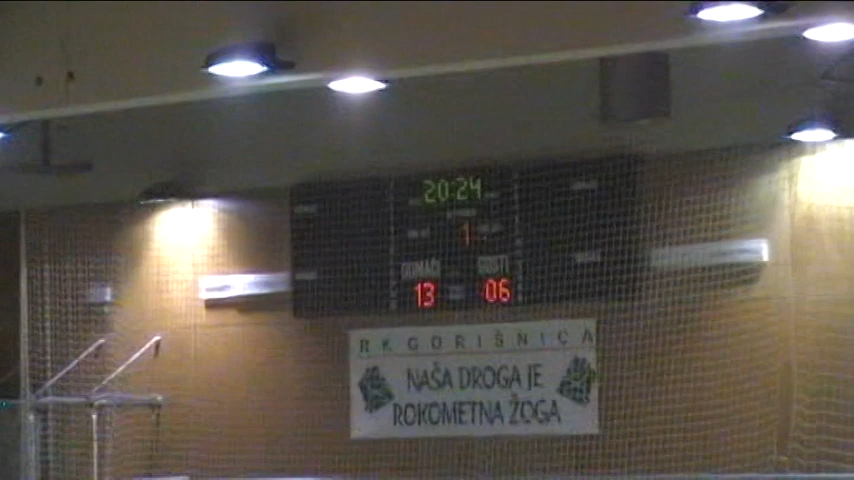 20:24
1
DOMAČI GOSTI
13 06
RK GORIŠNICA
NAŠA DROGA JE
ROKOMETNA ŽOGA